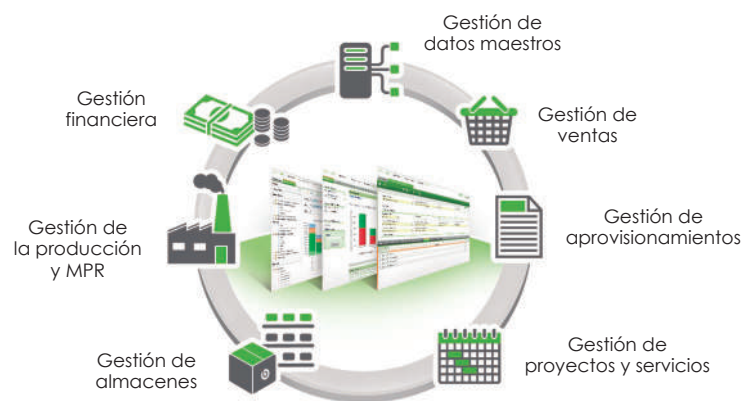 Gestión de
datos maestros
Gestión
financiera
Gestión de
ventas
Gestión de
la producción
y MPR
Gestión de
aprovisionamientos
Gestión de
almacenes
Gestión de
proyectos y servicios